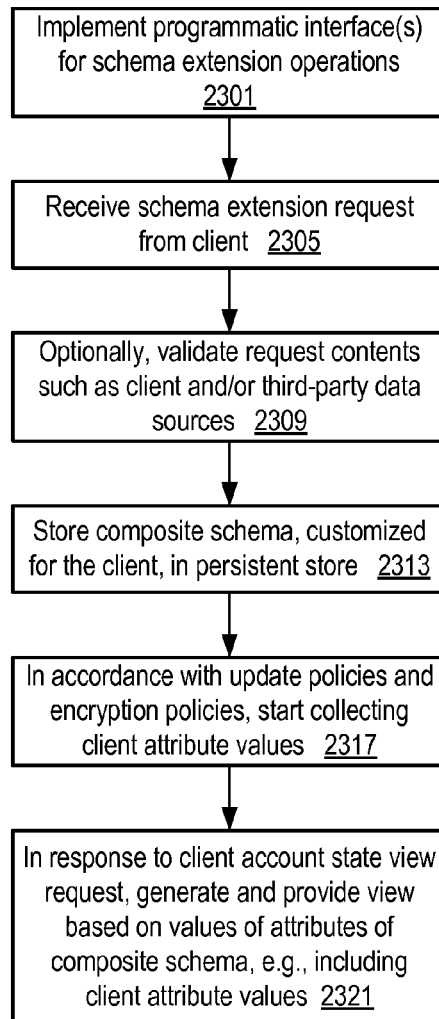 Implement programmatic interface(s)
for schema extension operations
2301
Receive schema extension request
from client 2305
Optionally, validate request contents
such as client and/or third-party data
sources 2309
Store composite schema, customized
for the client, in persistent store 2313
In accordance with update policies and
encryption policies, start collecting
client attribute values 2317
In response to client account state view
request, generate and provide view
based on values of attributes of
composite schema, e.g., including
client attribute values 2321